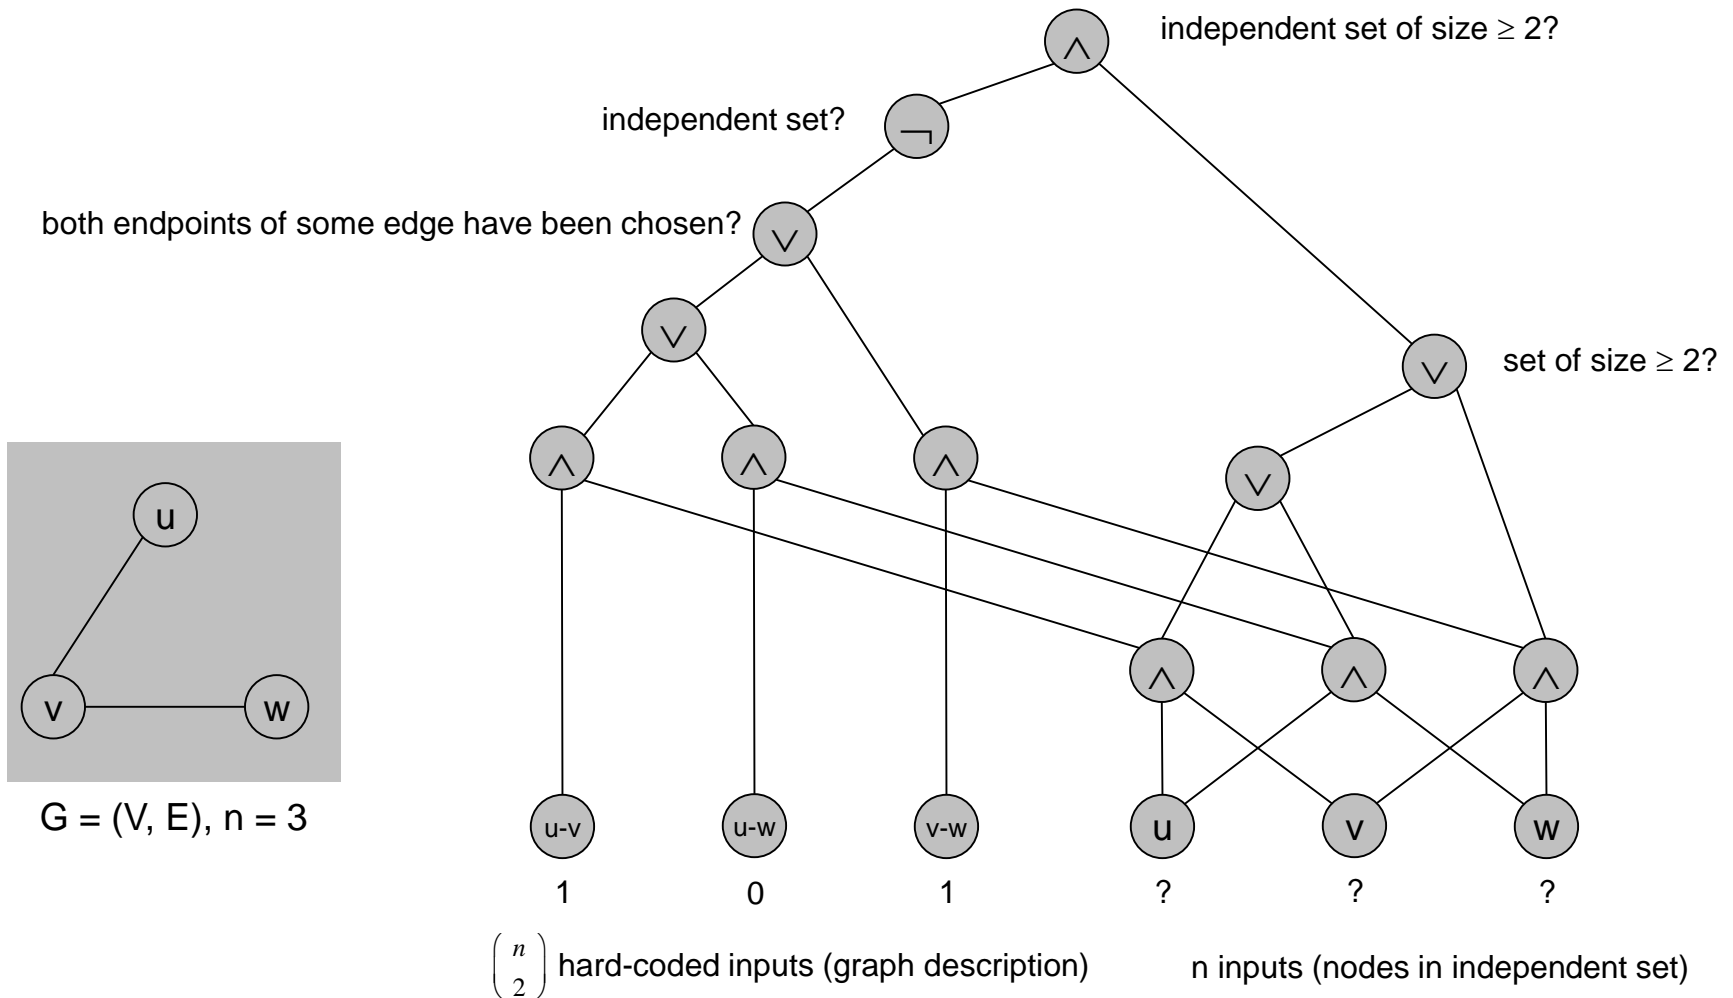 ∧
independent set of size ≥ 2?
independent set?
¬
both endpoints of some edge have been chosen?
∨
∨
∨
set of size ≥ 2?
∧
∧
∧
∨
u
v
w
∧
∧
∧
G = (V, E), n = 3
u-v
u-w
v-w
u
v
w
1
0
1
?
?
?
(n 2) hard-coded inputs (graph description)
n inputs (nodes in independent set)